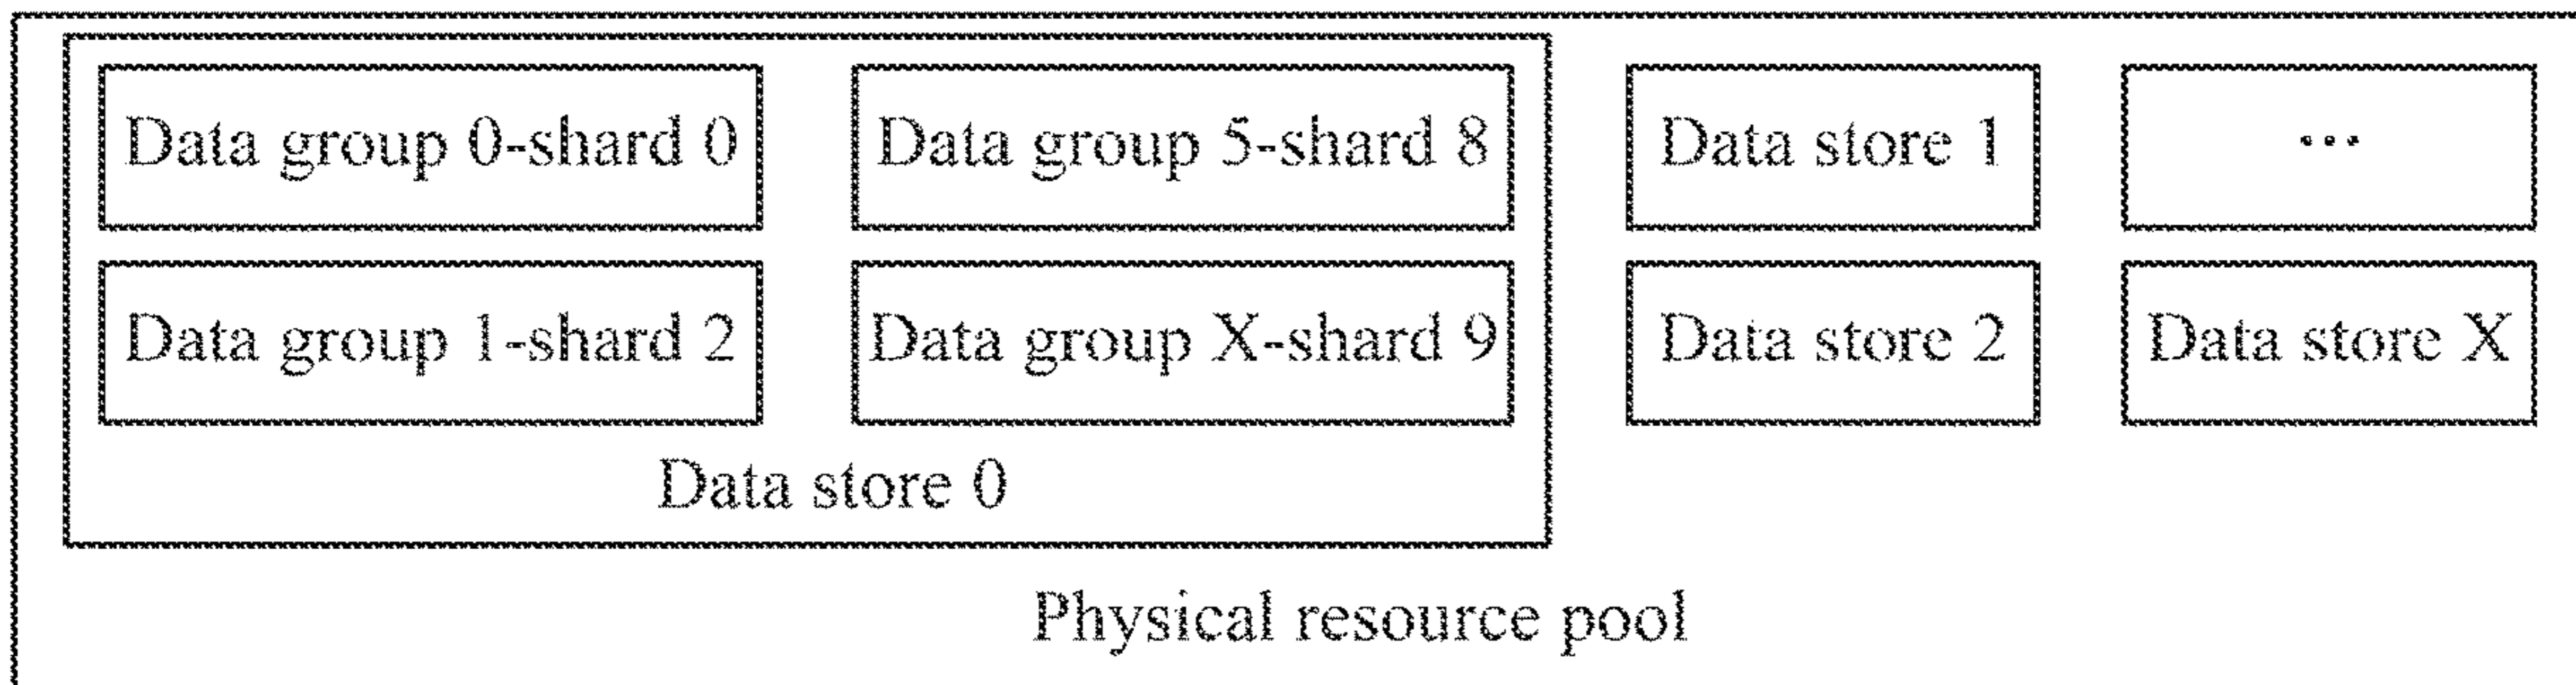 Data group 0-shard 0
Data group 5-shard 8
Data store 1
...
Data group 1-shard 2
Data group X-shard 9
Data store 2
Data store X
Data store 0
Physical resource pool